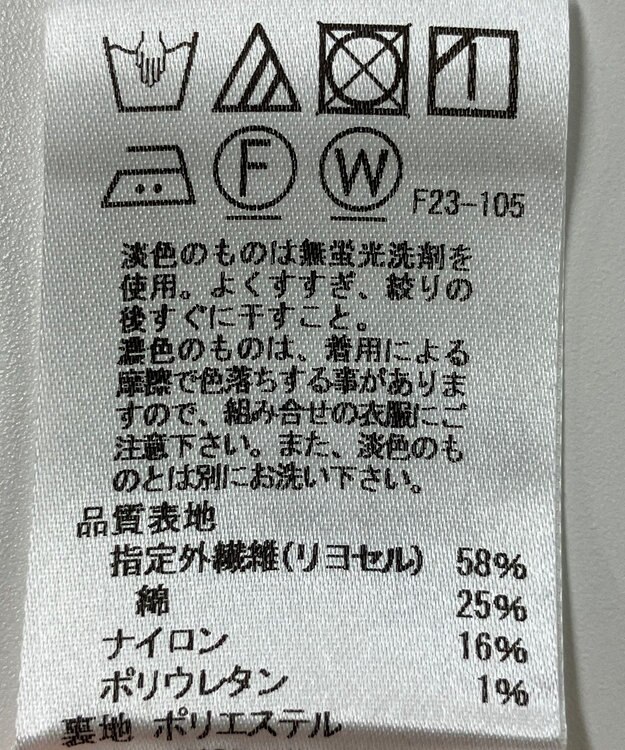 F W F23-105
淡色のものは無蛍光洗剤を
使用。よくすすぎ、絞りの
後すぐに干すこと。
濃色のものは、着用による
摩擦で色落ちする事がありま
すので、組み合せの衣服にご
注意下さい。また、淡色のも
のとは別にお洗い下さい。
品質表地
指定外繊維(リヨセル) 58%
綿 25%
ナイロン 16%
ポリウレタン 1%
裏地 ポリエステル